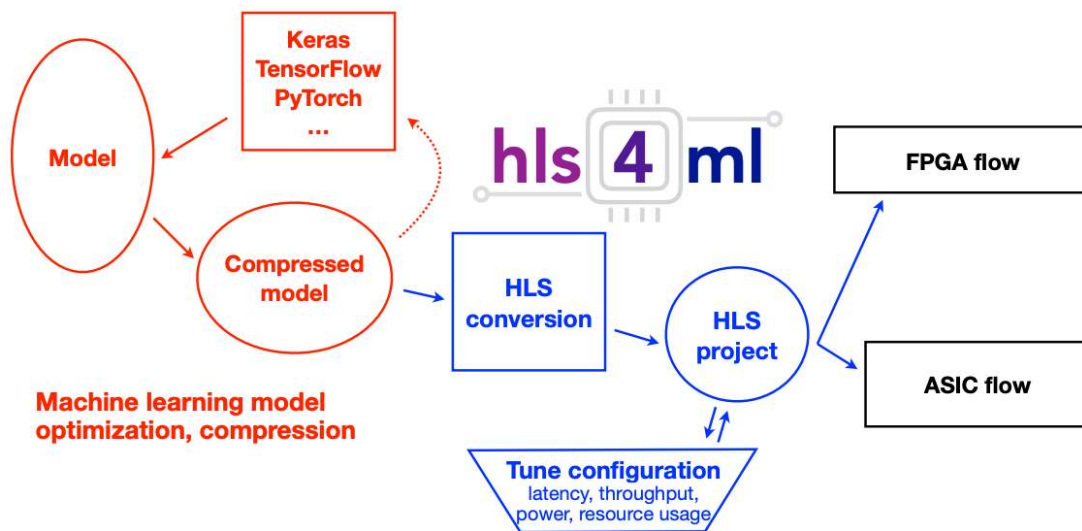 Keras
TensorFlow
PyTorch
...
Model
hls 4 ml
FPGA flow
Compressed
model
HLS
conversion
HLS
project
ASIC flow
Machine learning model
optimization, compression
Tune configuration
latency, throughput,
power, resource usage